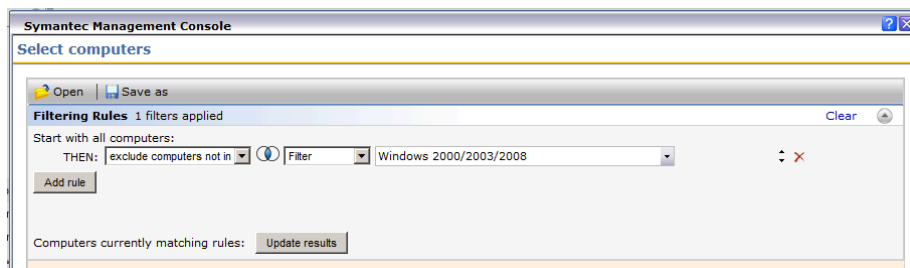 Symantec Management Console
Select computers
Open Save as
Filtering Rules 1 filters applied Clear
Start with all computers:
THEN: exclude computers not in Filter Windows 2000/2003/2008
Add rule
Computers currently matching rules: Update results